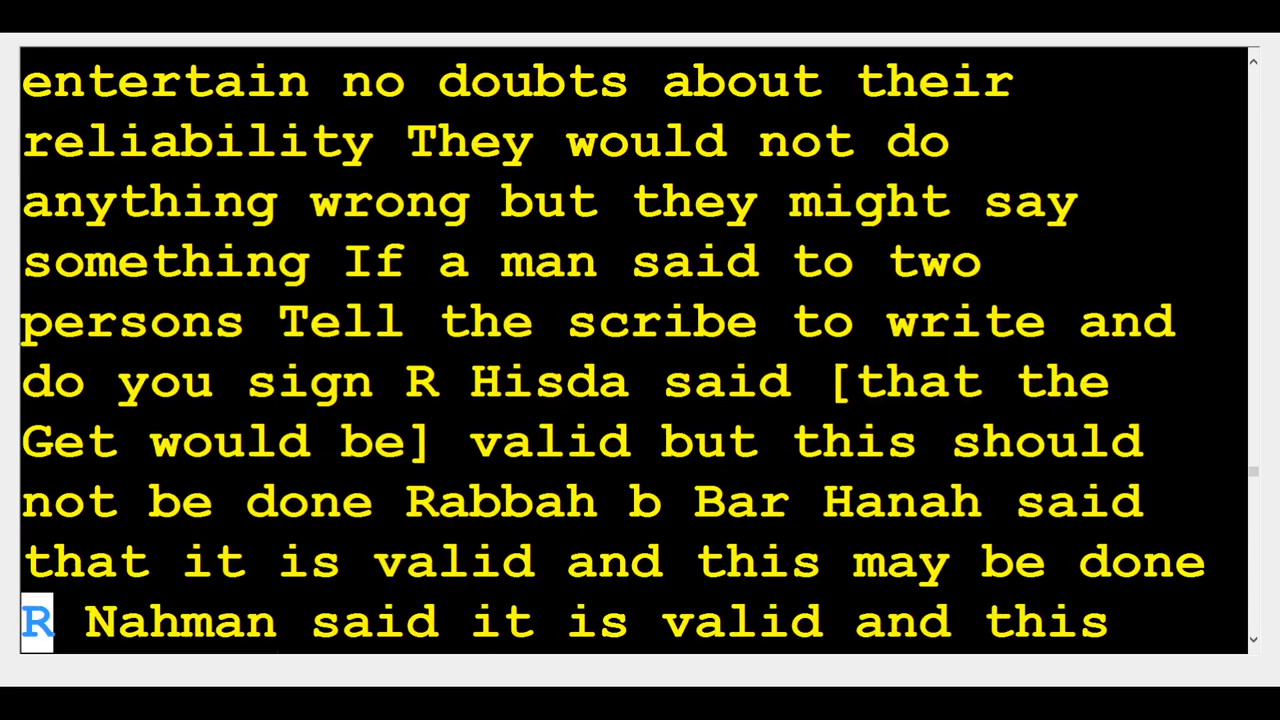 entertain no doubts about their
reliability They would not do
anything wrong but they might say
something If a man said to two
persons Tell the scribe to write and
do you sign R Hisda said [that the
Get would be] valid but this should
not be done Rabbah b Bar Hanah said
that it is valid and this may be done
R Nahman said it is valid and this